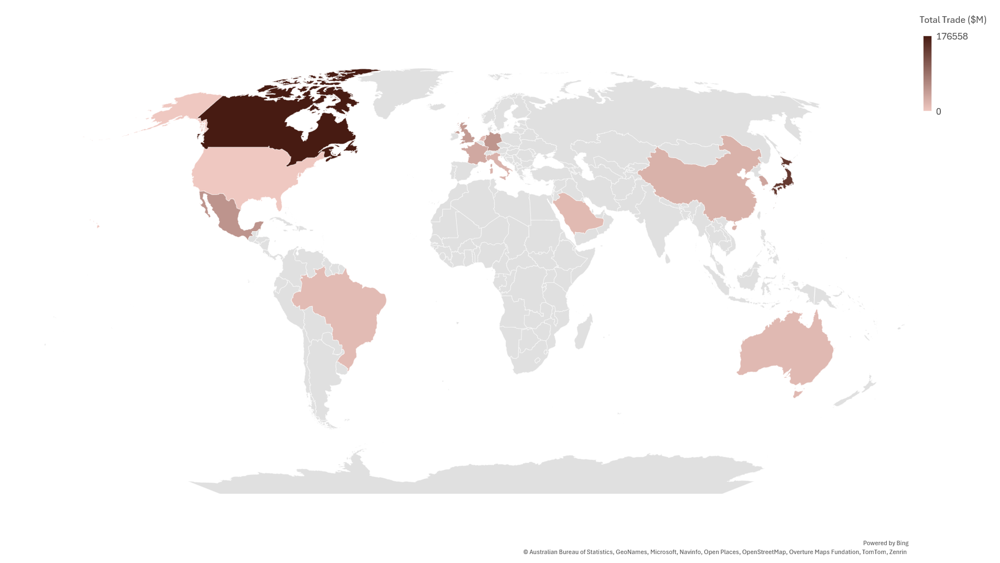 Total Trade ($M)
176558
0
Powered by Bing
© Australian Bureau of Statistics, GeoNames, Microsoft, Navinfo, Open Places, OpenStreetMap, Overture Maps Fundation, TomTom, Zenrin